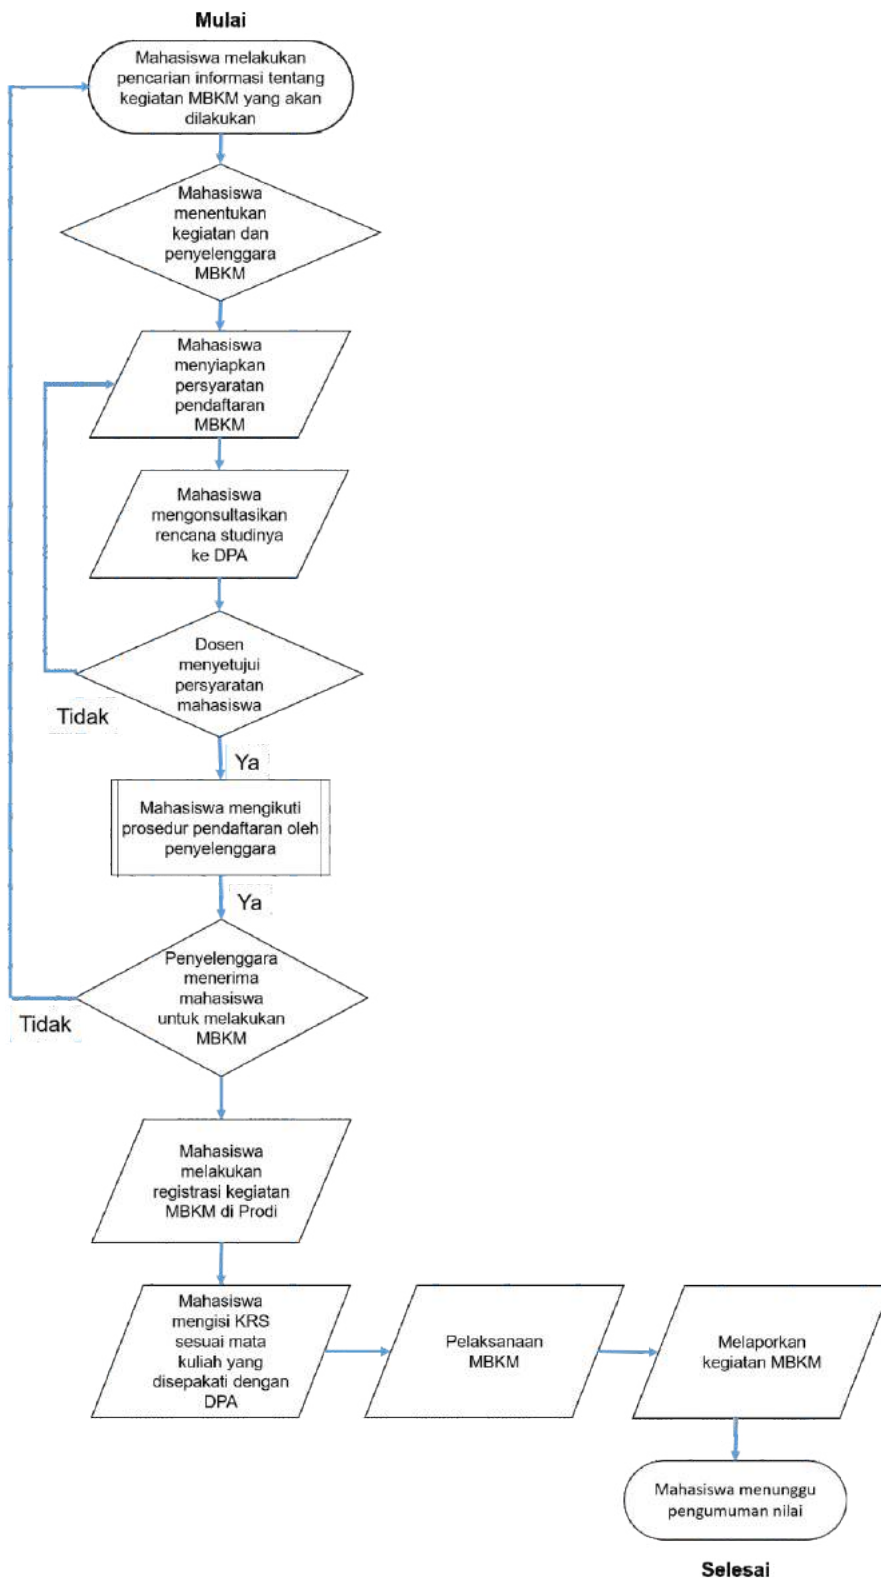 Mulai
Mahasiswa melakukan
pencarian informasi tentang
kegiatan MBKM yang akan
dilakukan
Mahasiswa
menentukan
kegiatan dan
penyelenggara
MBKM
Mahasiswa
menyiapkan
persyaratan
pendaftaran
MBKM
Mahasiswa
mengonsultasikan
rencana studinya
ke DPA
Dosen
menyetujui
persyaratan
mahasiswa
Tidak
Ya
Mahasiswa mengikuti
prosedur pendaftaran oleh
penyelenggara
Ya
Penyelenggara
menerima
mahasiswa
untuk melakukan
MBKM
Tidak
Mahasiswa
melakukan
registrasi kegiatan
MBKM di Prodi
Mahasiswa
mengisi KRS
sesuai mata
kuliah yang
disepakati dengan
DPA
Pelaksanaan
MBKM
Melaporkan
kegiatan MBKM
Mahasiswa menunggu
pengumuman nilai
Selesai